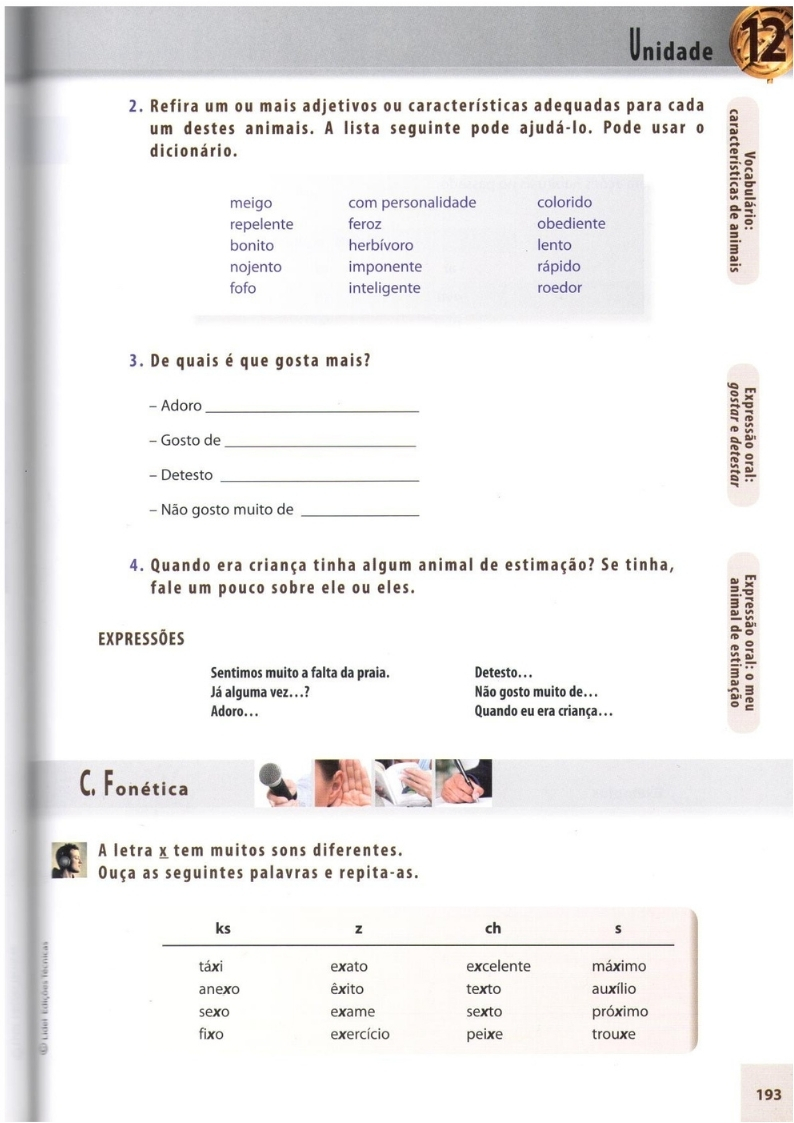 Unidade 12
2. Refira um ou mais adjetivos ou características adequadas para cada
um destes animais. A lista seguinte pode ajudá-lo. Pode usar o
dicionário.
meigo com personalidade colorido
repelente feroz obediente
bonito herbívoro lento
nojento imponente rápido
fofo inteligente roedor
Vocabulário:
características de animais
3. De quais é que gosta mais?
– Adoro
– Gosto de
– Detesto
– Não gosto muito de
Expressão oral:
gostar e detestar
4. Quando era criança tinha algum animal de estimação? Se tinha,
fale um pouco sobre ele ou eles.
Expressão oral: o meu
animal de estimação
EXPRESSÕES
Sentimos muito a falta da praia. Detesto...
Já alguma vez...? Não gosto muito de...
Adoro... Quando eu era criança...
C. Fonética
A letra x tem muitos sons diferentes.
Ouça as seguintes palavras e repita-as.
ks z ch s
táxi exato excelente máximo
anexo êxito texto auxílio
sexo exame sexto próximo
fixo exercício peixe trouxe
© Lidel Edições Técnicas
193